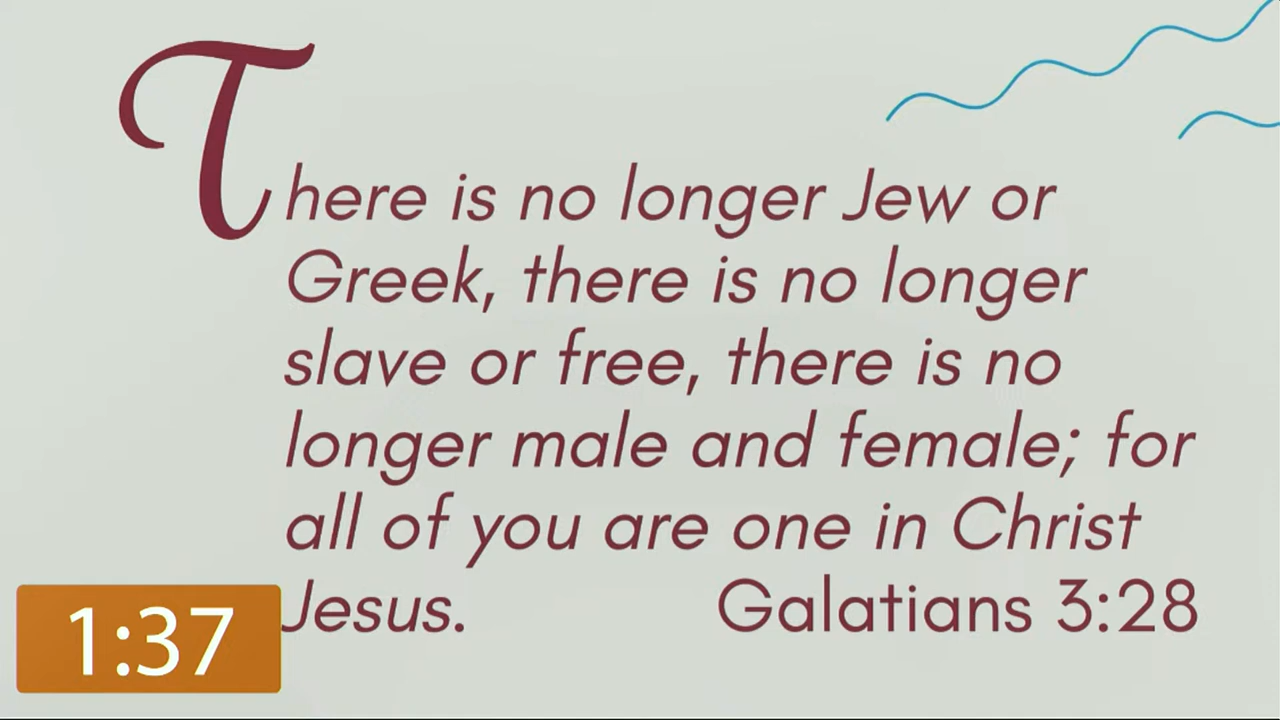 There is no longer Jew or
Greek, there is no longer
slave or free, there is no
longer male and female; for
all of you are one in Christ
Jesus. Galatians 3:28
1:37